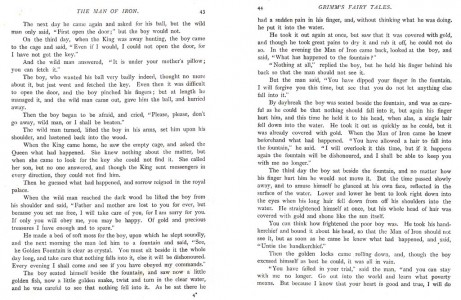 THE MAN OF IRON. 43
The next day he came again and asked for his ball, but the wild
man only said, "First open the door;" but the boy would not.
On the third day, when the King was away hunting, the boy came
to the cage and said, "Even if I would, I could not open the door, for
I have not got the key."
And the wild man answered, "It is under your mother's pillow;
you can fetch it."
The boy, who wanted his ball very badly indeed, thought no more
about it, but just went and fetched the key. Even then it was difficult
to open the door, and the boy pinched his fingers; but at length he
managed it, and the wild man came out, gave him the ball, and hurried
away.
Then the boy began to be afraid, and cried, "Please, please, don't
go away, wild man, or I shall be beaten."
The wild man turned, lifted the boy in his arms, set him upon his
shoulder, and hastened back into the wood.
When the King came home, he saw the empty cage, and asked the
Queen what had happened. She knew nothing about the matter, but
when she came to look for the key she could not find it. She called
her son, but no one answered, and though the King sent messengers in
every direction, they could not find him.
Then he guessed what had happened, and sorrow reigned in the royal
palace.
When the wild man reached the dark wood he lifted the boy from
his shoulder and said, "Father and mother are lost to you for ever, but
because you set me free, I will take care of you, for I am sorry for you.
If only you will obey me, you may be happy. Of gold and precious
treasures I have enough and to spare."
He made a bed of soft moss for the boy, upon which he slept soundly,
and the next morning the man led him to a fountain and said, "See,
the Golden Fountain is clear as crystal. You must sit beside it the whole
day long, and take care that nothing falls into it, else it will be dishonoured.
Every evening I shall come and see if you have obeyed my commands."
The boy seated himself beside the fountain, and saw now a little
golden fish, now a little golden snake, twist and turn in the clear water,
and he was careful to see that nothing fell into it. As he sat there he
44 GRIMM'S FAIRY TALES.
had a sudden pain in his finger, and, without thinking what he was doing,
he put it into the water.
He took it out again at once, but saw that it was covered with gold,
and though he took great pains to dry it and rub it off, he could not do
so. In the evening the Man of Iron came back, looked at the boy, and
said, "What has happened to the fountain?"
"Nothing at all," replied the boy, but he held his finger behind his
back so that the man should not see it.
But the man said, "You have dipped your finger in the fountain.
I will forgive you this time, but see that you do not let anything else
fall into it."
By daybreak the boy was seated beside the fountain, and was care-
ful as he could be that nothing should fall into it, but again his finger
hurt him, and this time he held it to his head, when alas, a single hair
fell down into the water. He took it out as quickly as he could, but it
was already covered with gold. When the Man of Iron came he knew
beforehand what had happened. "You have allowed a hair to fall into
the fountain," he said. "I will overlook it this time, but if it happens
again the fountain will be dishonoured, and I shall be able to keep you
with me no longer."
The third day the boy sat beside the fountain, and no matter how
his finger hurt him he would not move it. But the time passed slowly
away, and to amuse himself he glanced at his own face, reflected in the
surface of the water. Lower and lower he bent to look right down into
the eyes when his long hair fell down from off his shoulders into the
water. He straightened himself at once, but his whole head of hair was
covered with gold and shone like the sun itself.
You can think how frightened the poor boy was. He took his hand-
kerchief and bound it about his head, so that the Man of Iron should not
see it, but as soon as he came he knew what had happened, and said,
"Untie the handkerchief."
Then the golden locks came rolling down, and, though the boy
excused himself as best he could, it was all in vain.
"You have failed in your trial," said the man, "and you can stay
with me no longer. Go out into the world and learn what poverty
means. But because I know that your heart is good and true, I will do